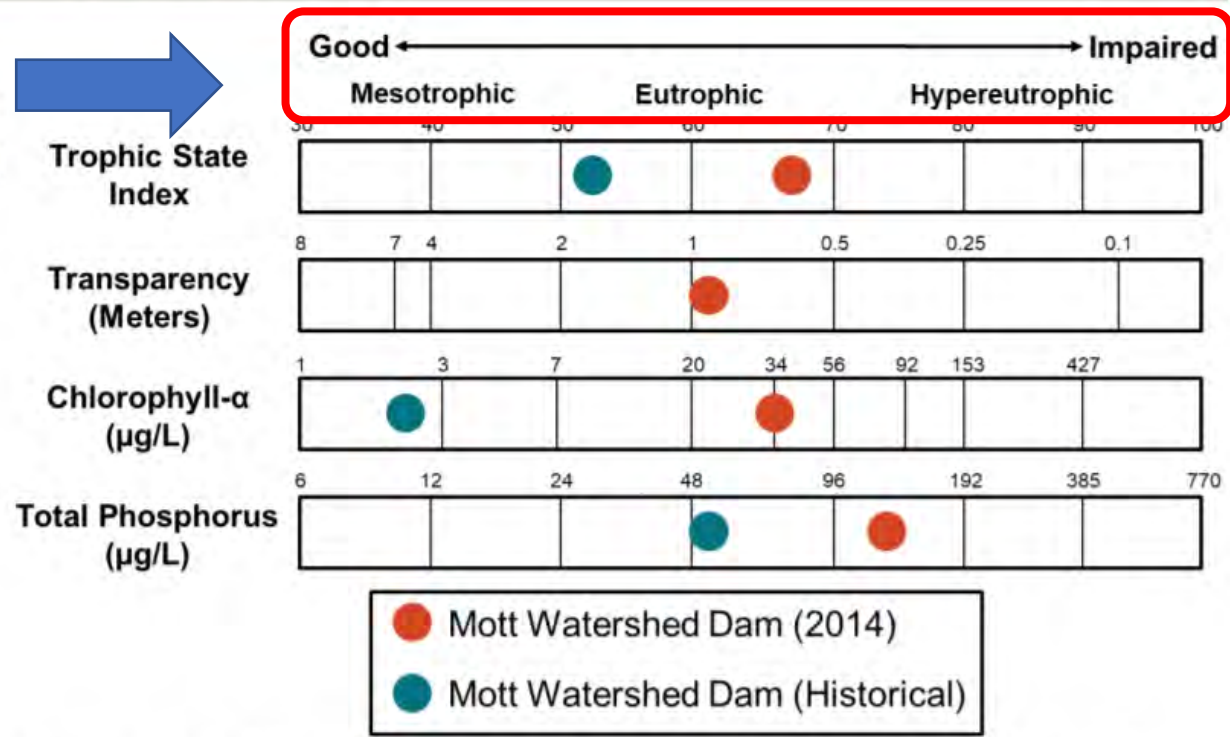 Good Impaired
Mesotrophic Eutrophic Hypereutrophic
30 40 50 60 70 80 90 100
Trophic State
Index
8 7 4 2 1 0.5 0.25 0.1
Transparency
(Meters)
1 3 7 20 34 56 92 153 427
Chlorophyll-α
(µg/L)
6 12 24 48 96 192 385 770
Total Phosphorus
(µg/L)
Mott Watershed Dam (2014)
Mott Watershed Dam (Historical)